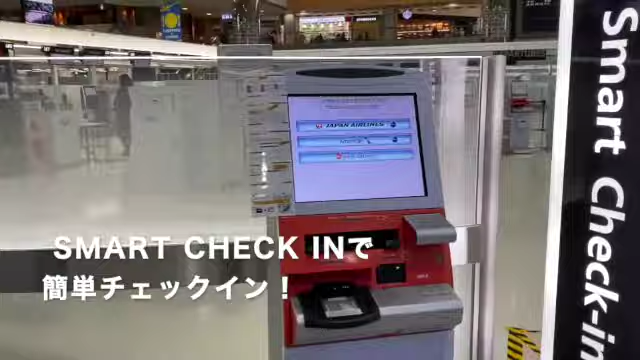 JAPAN AIRLINES
Smart Check-in
SMART CHECK INで
簡単チェックイン！